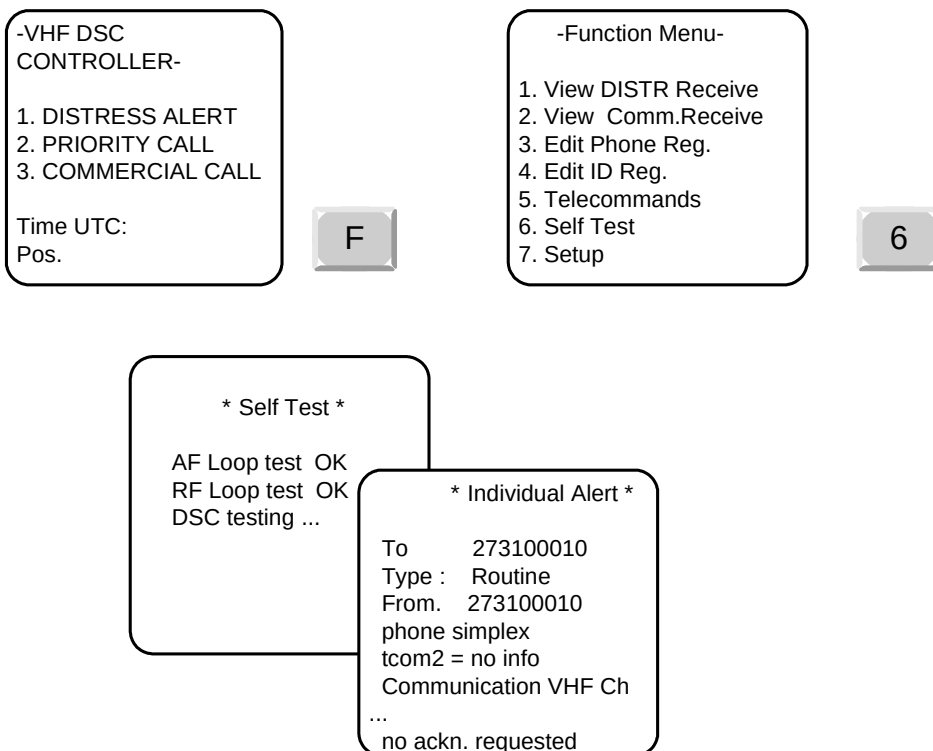 -VHF DSC
CONTROLLER-
1. DISTRESS ALERT
2. PRIORITY CALL
3. COMMERCIAL CALL
Time UTC:
Pos.
F
-Function Menu-
1. View DISTR Receive
2. View Comm.Receive
3. Edit Phone Reg.
4. Edit ID Reg.
5. Telecommands
6. Self Test
7. Setup
6
* Self Test *
AF Loop test OK
RF Loop test OK
DSC testing ...
* Individual Alert *
To 273100010
Type : Routine
From. 273100010
phone simplex
tcom2 = no info
Communication VHF Ch
...
no ackn. requested